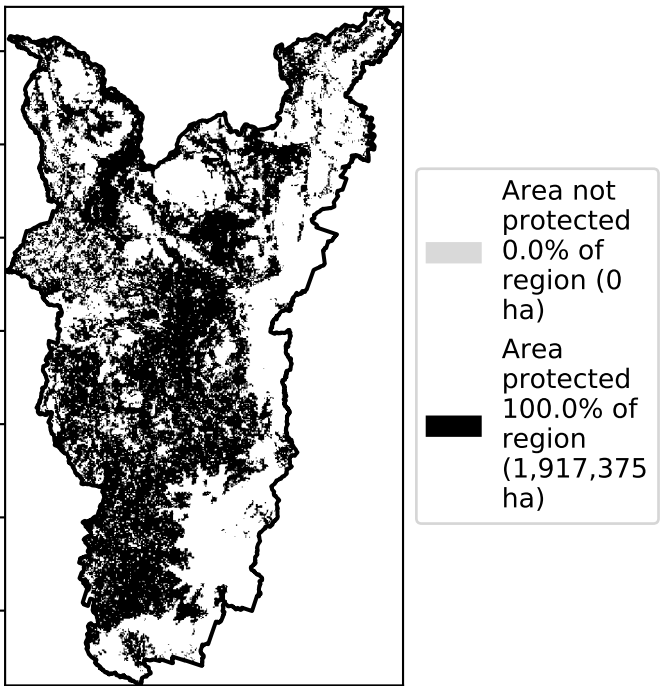 Area not
protected
0.0% of
region (0
ha)
Area
protected
100.0% of
region
(1,917,375
ha)